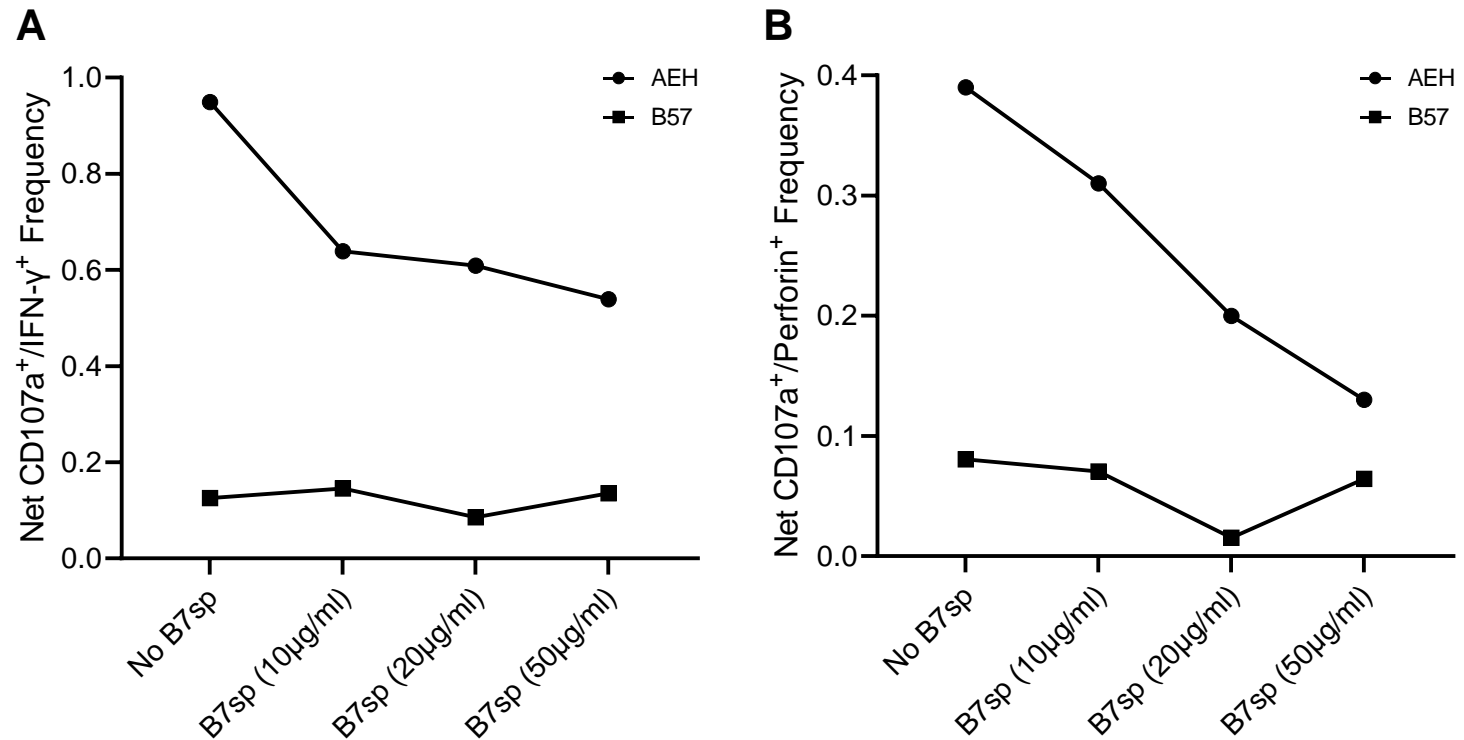 A
Net CD107a⁺/IFN-γ⁺ Frequency
1.0
0.8
0.6
0.4
0.2
0.0
No B7sp
B7sp (10µg/ml)
B7sp (20µg/ml)
B7sp (50µg/ml)
AEH
B57
B
Net CD107a⁺/Perforin⁺ Frequency
0.4
0.3
0.2
0.1
0.0
No B7sp
B7sp (10µg/ml)
B7sp (20µg/ml)
B7sp (50µg/ml)
AEH
B57